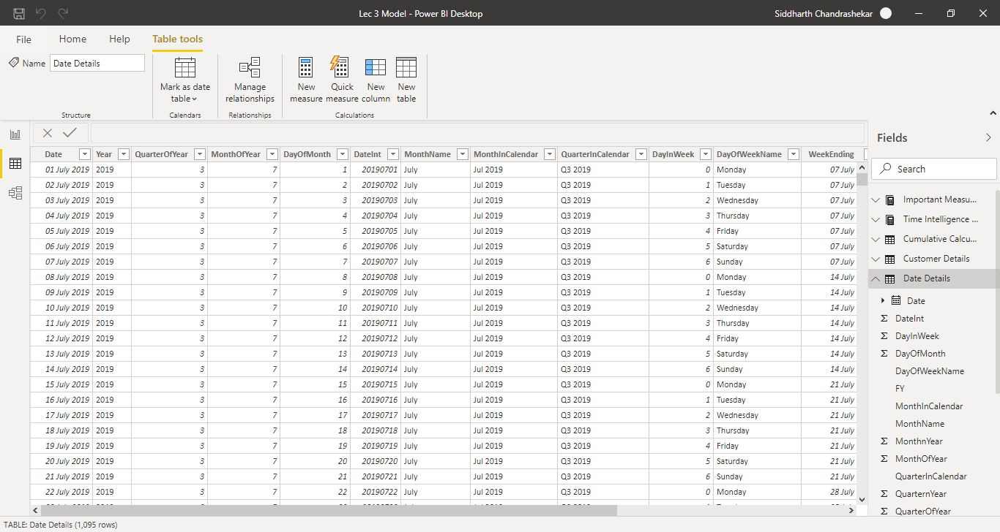 Lec 3 Model - Power BI Desktop
Siddharth Chandrashekar
File Home Help Table tools
Name Date Details
Mark as date table
Manage relationships
New measure
Quick measure
New column
New table
Structure Calendars Relationships Calculations
Date Year QuarterOfYear MonthOfYear DayOfMonth DateInt MonthName MonthInCalendar QuarterInCalendar DayInWeek DayOfWeekName WeekEnding
01 July 2019 2019 3 7 1 20190701 July Jul 2019 Q3 2019 0 Monday 07 July
02 July 2019 2019 3 7 2 20190702 July Jul 2019 Q3 2019 1 Tuesday 07 July
03 July 2019 2019 3 7 3 20190703 July Jul 2019 Q3 2019 2 Wednesday 07 July
04 July 2019 2019 3 7 4 20190704 July Jul 2019 Q3 2019 3 Thursday 07 July
05 July 2019 2019 3 7 5 20190705 July Jul 2019 Q3 2019 4 Friday 07 July
06 July 2019 2019 3 7 6 20190706 July Jul 2019 Q3 2019 5 Saturday 07 July
07 July 2019 2019 3 7 7 20190707 July Jul 2019 Q3 2019 6 Sunday 07 July
08 July 2019 2019 3 7 8 20190708 July Jul 2019 Q3 2019 0 Monday 14 July
09 July 2019 2019 3 7 9 20190709 July Jul 2019 Q3 2019 1 Tuesday 14 July
10 July 2019 2019 3 7 10 20190710 July Jul 2019 Q3 2019 2 Wednesday 14 July
11 July 2019 2019 3 7 11 20190711 July Jul 2019 Q3 2019 3 Thursday 14 July
12 July 2019 2019 3 7 12 20190712 July Jul 2019 Q3 2019 4 Friday 14 July
13 July 2019 2019 3 7 13 20190713 July Jul 2019 Q3 2019 5 Saturday 14 July
14 July 2019 2019 3 7 14 20190714 July Jul 2019 Q3 2019 6 Sunday 14 July
15 July 2019 2019 3 7 15 20190715 July Jul 2019 Q3 2019 0 Monday 21 July
16 July 2019 2019 3 7 16 20190716 July Jul 2019 Q3 2019 1 Tuesday 21 July
17 July 2019 2019 3 7 17 20190717 July Jul 2019 Q3 2019 2 Wednesday 21 July
18 July 2019 2019 3 7 18 20190718 July Jul 2019 Q3 2019 3 Thursday 21 July
19 July 2019 2019 3 7 19 20190719 July Jul 2019 Q3 2019 4 Friday 21 July
20 July 2019 2019 3 7 20 20190720 July Jul 2019 Q3 2019 5 Saturday 21 July
21 July 2019 2019 3 7 21 20190721 July Jul 2019 Q3 2019 6 Sunday 21 July
22 July 2019 2019 3 7 22 20190722 July Jul 2019 Q3 2019 0 Monday 28 July
Fields
Search
Important Measu...
Time Intelligence ...
Cumulative Calcu...
Customer Details
Date Details
Date
Σ DateInt
Σ DayInWeek
Σ DayOfMonth
DayOfWeekName
FY
MonthInCalendar
MonthName
Σ MonthnYear
Σ MonthOfYear
QuarterInCalendar
Σ QuarternYear
Σ QuarterOfYear
TABLE: Date Details (1,095 rows)